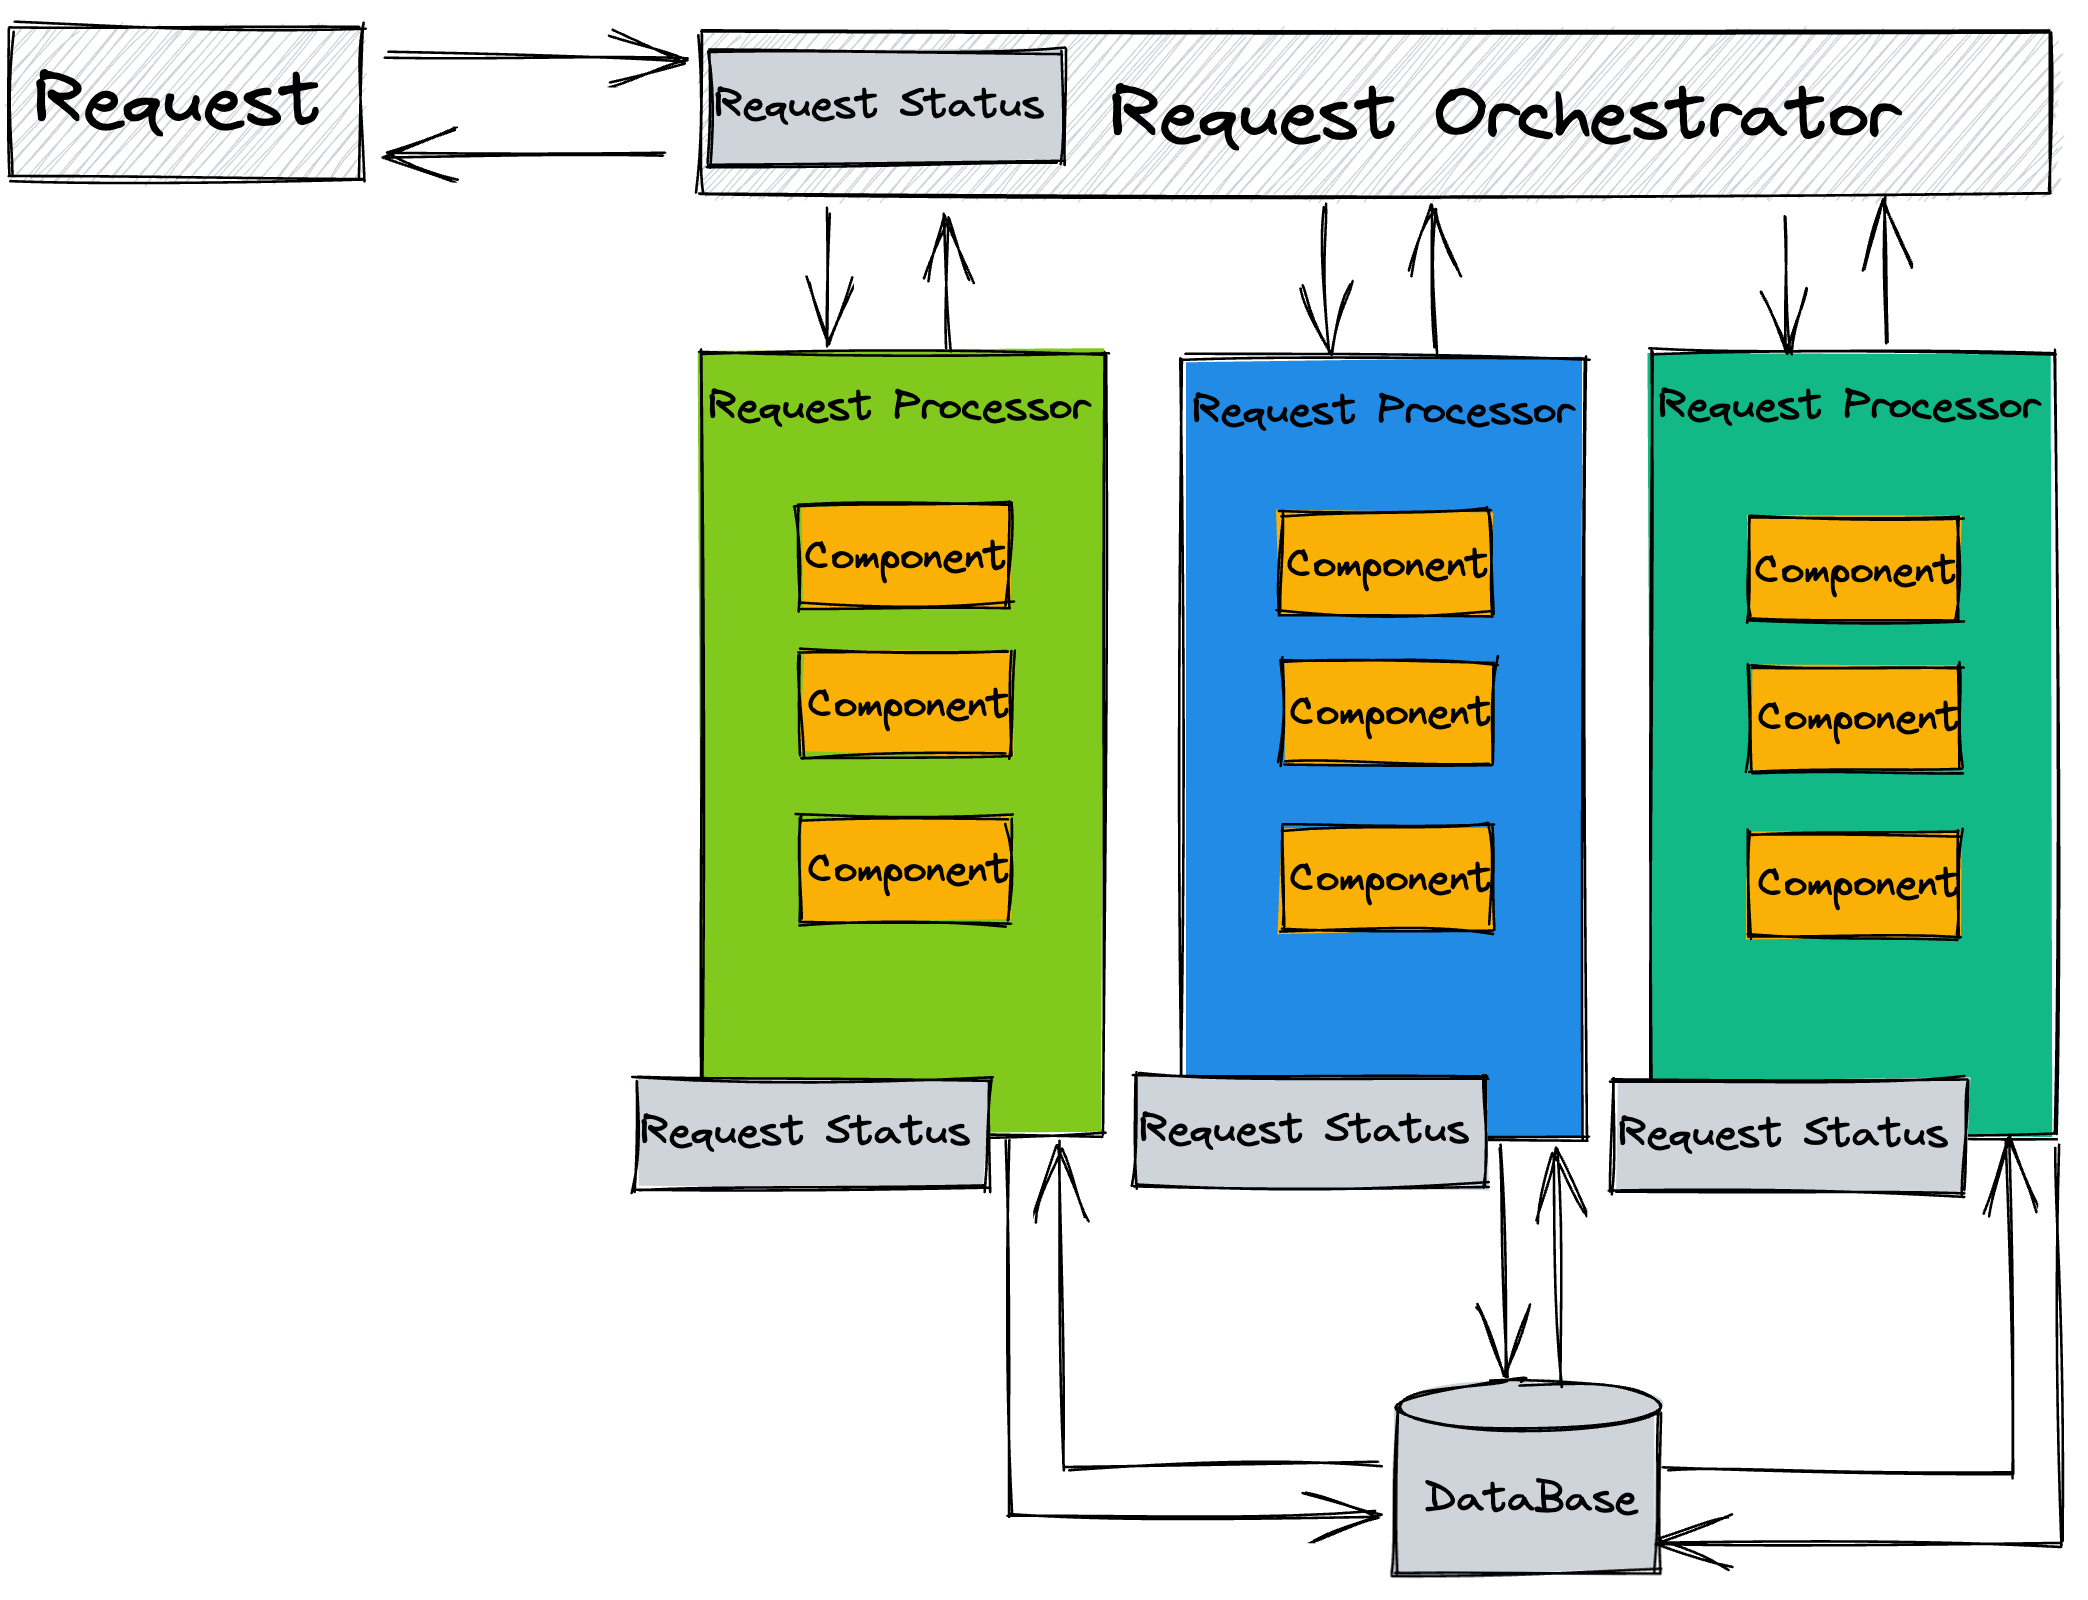 Request
Request Status
Request Orchestrator
Request Processor
Component
Component
Component
Request Status
Request Processor
Component
Component
Component
Request Status
Request Processor
Component
Component
Component
Request Status
DataBase